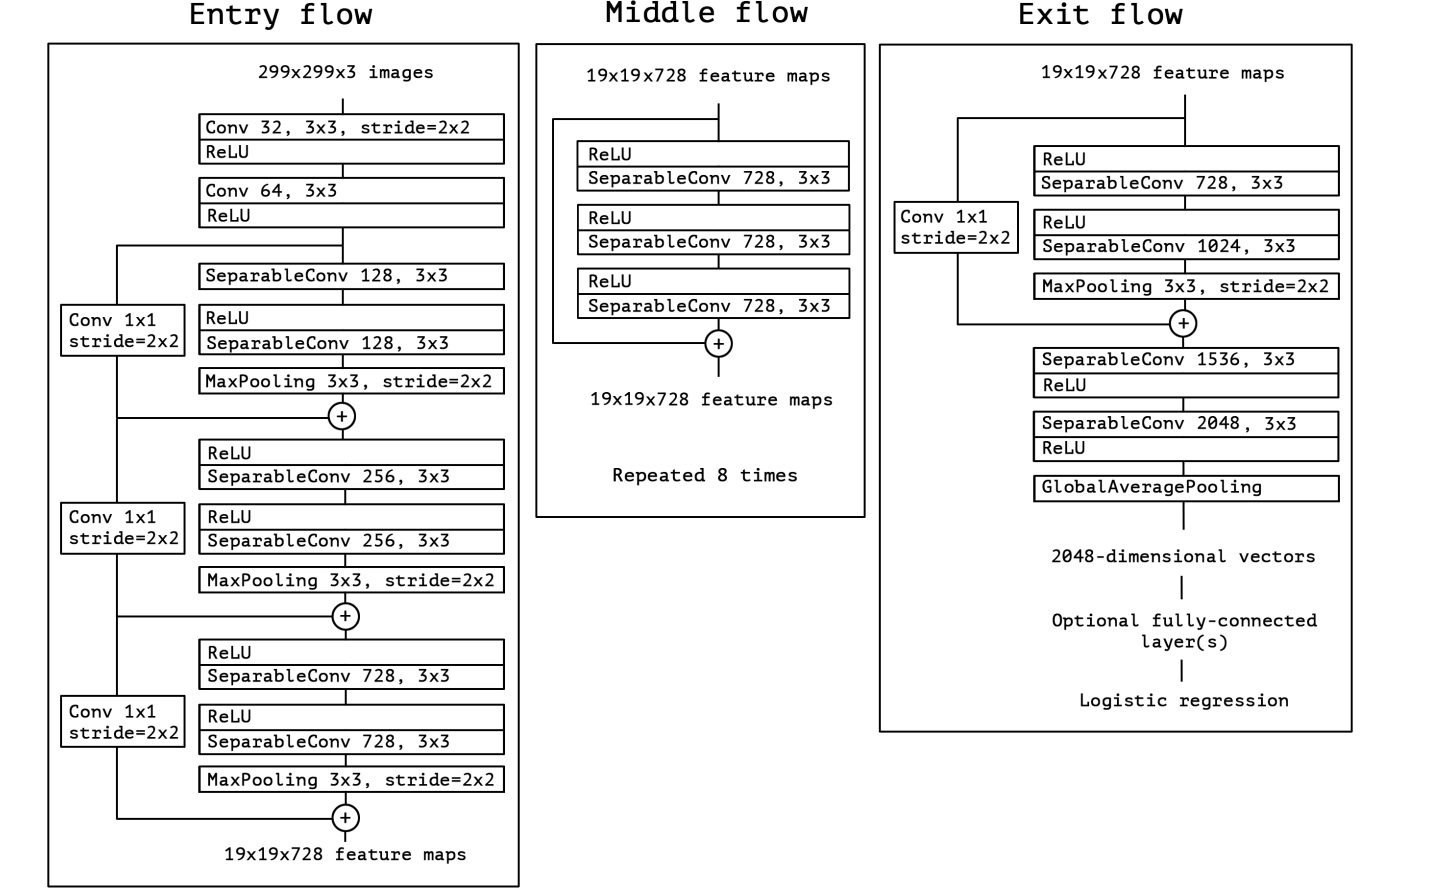 Entry flow
299x299x3 images
Conv 32, 3x3, stride=2x2
ReLU
Conv 64, 3x3
ReLU
SeparableConv 128, 3x3
Conv 1x1
stride=2x2
ReLU
SeparableConv 128, 3x3
MaxPooling 3x3, stride=2x2
+
ReLU
SeparableConv 256, 3x3
Conv 1x1
stride=2x2
ReLU
SeparableConv 256, 3x3
MaxPooling 3x3, stride=2x2
+
ReLU
SeparableConv 728, 3x3
Conv 1x1
stride=2x2
ReLU
SeparableConv 728, 3x3
MaxPooling 3x3, stride=2x2
+
19x19x728 feature maps
Middle flow
19x19x728 feature maps
ReLU
SeparableConv 728, 3x3
ReLU
SeparableConv 728, 3x3
ReLU
SeparableConv 728, 3x3
+
19x19x728 feature maps
Repeated 8 times
Exit flow
19x19x728 feature maps
ReLU
SeparableConv 728, 3x3
Conv 1x1
stride=2x2
ReLU
SeparableConv 1024, 3x3
MaxPooling 3x3, stride=2x2
+
SeparableConv 1536, 3x3
ReLU
SeparableConv 2048, 3x3
ReLU
GlobalAveragePooling
2048-dimensional vectors
Optional fully-connected
layer(s)
Logistic regression